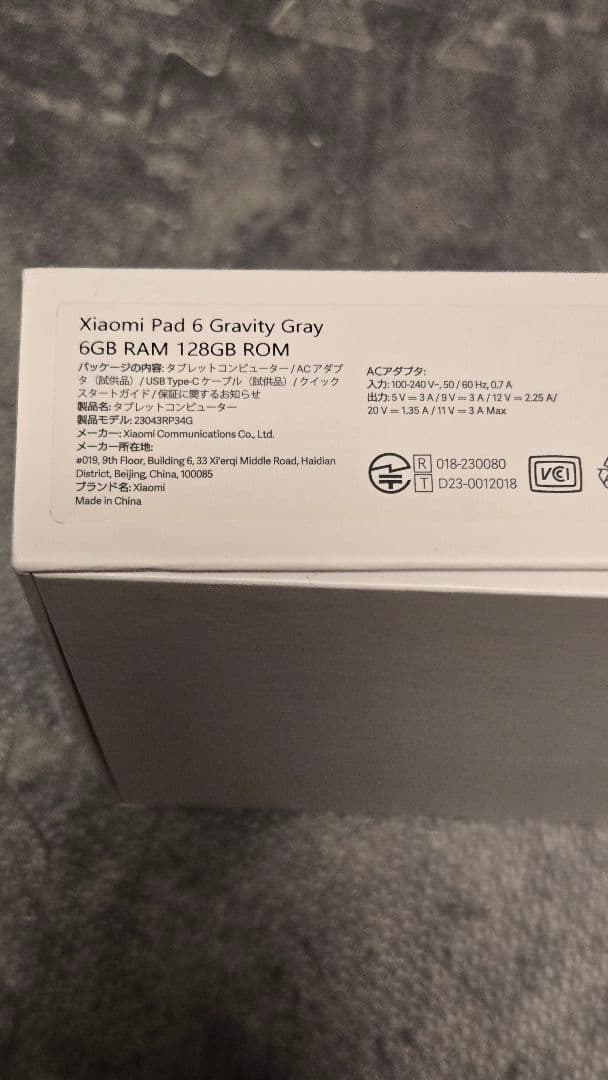 Xiaomi Pad 6 Gravity Gray
6GB RAM 128GB ROM
パッケージの内容: タブレットコンピューター / ACアダプ
タ（試供品）/ USB Type-C ケーブル（試供品）/ クイック
スタートガイド / 保証に関するお知らせ
製品名: タブレットコンピューター
製品モデル: 23043RP34G
メーカー: Xiaomi Communications Co., Ltd.
メーカー所在地:
#019, 9th Floor, Building 6, 33 Xi'erqi Middle Road, Haidian
District, Beijing, China, 100085
ブランド名: Xiaomi
Made in China
ACアダプタ:
入力: 100-240 V~, 50 / 60 Hz, 0.7 A
出力: 5 V = 3 A / 9 V = 3 A / 12 V = 2.25 A/
20 V = 1.35 A / 11 V = 3 A Max
R 018-230080
T D23-0012018
VCI